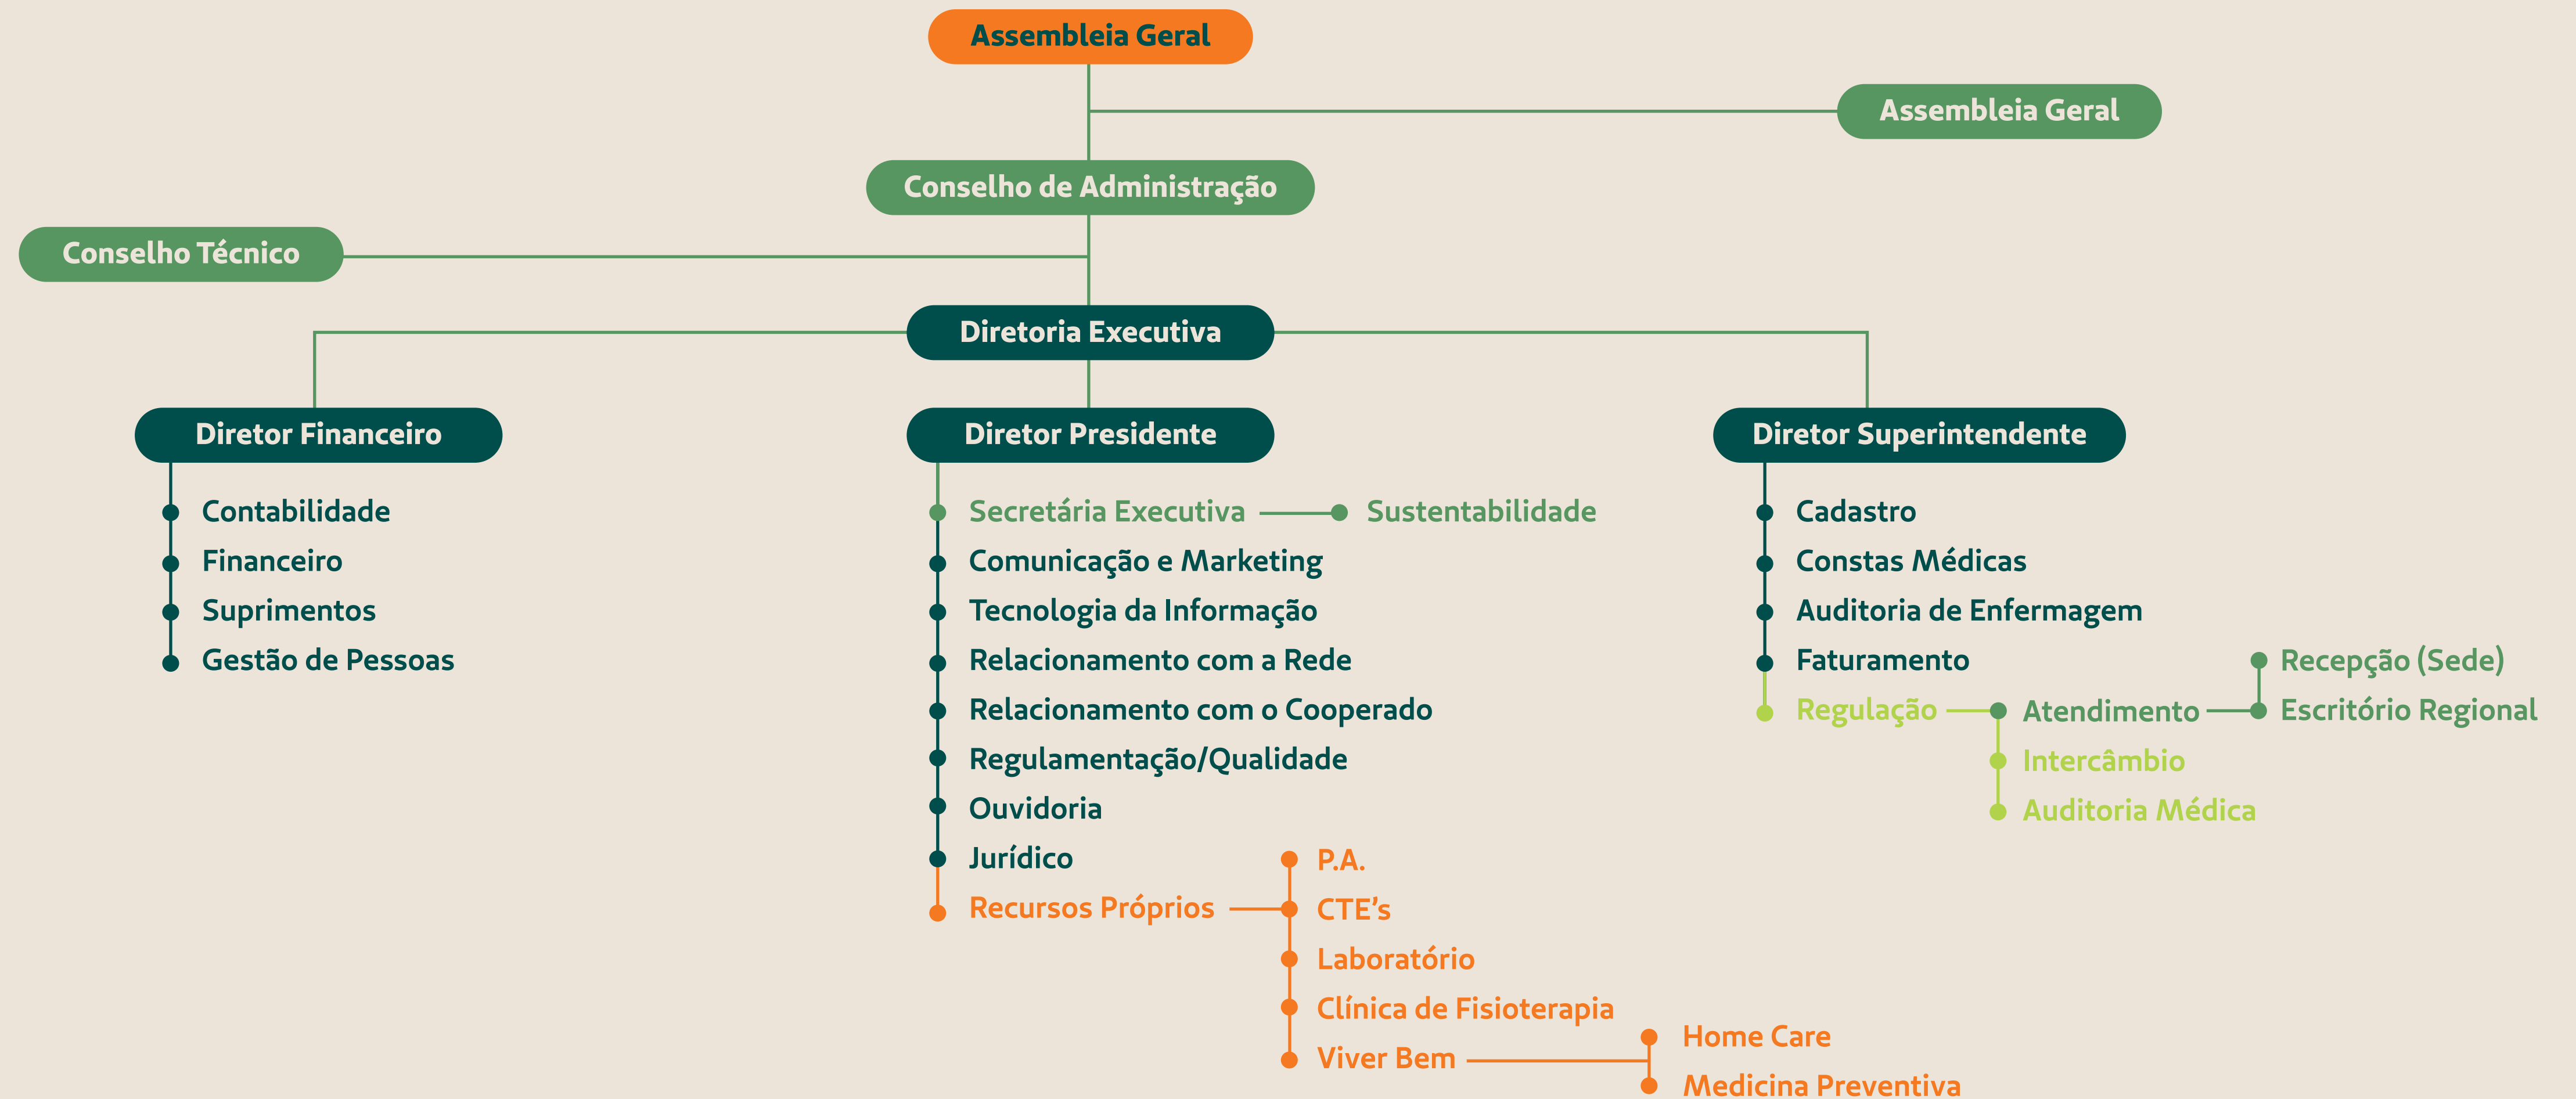 Assembleia Geral
Assembleia Geral
Conselho de Administração
Conselho Técnico
Diretoria Executiva
Diretor Financeiro
Contabilidade
Financeiro
Suprimentos
Gestão de Pessoas
Diretor Presidente
Secretária Executiva
Sustentabilidade
Comunicação e Marketing
Tecnologia da Informação
Relacionamento com a Rede
Relacionamento com o Cooperado
Regulamentação/Qualidade
Ouvidoria
Jurídico
Recursos Próprios
P.A.
CTE’s
Laboratório
Clínica de Fisioterapia
Viver Bem
Home Care
Medicina Preventiva
Diretor Superintendente
Cadastro
Constas Médicas
Auditoria de Enfermagem
Faturamento
Regulação
Atendimento
Recepção (Sede)
Escritório Regional
Intercâmbio
Auditoria Médica